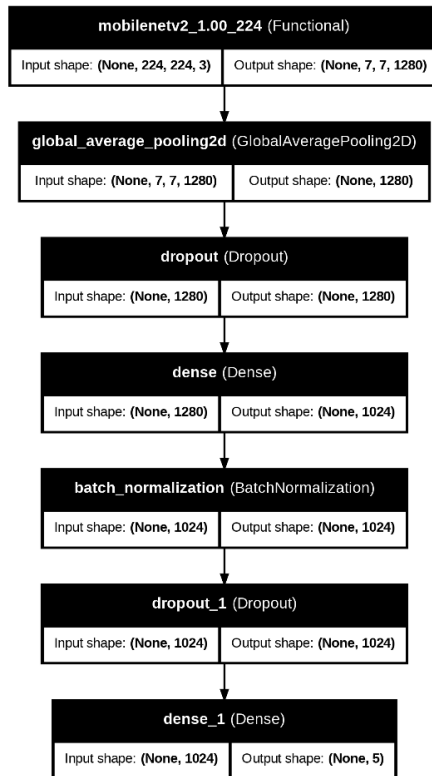 mobilenetv2_1.00_224 (Functional)
Input shape: (None, 224, 224, 3) Output shape: (None, 7, 7, 1280)
global_average_pooling2d (GlobalAveragePooling2D)
Input shape: (None, 7, 7, 1280) Output shape: (None, 1280)
dropout (Dropout)
Input shape: (None, 1280) Output shape: (None, 1280)
dense (Dense)
Input shape: (None, 1280) Output shape: (None, 1024)
batch_normalization (BatchNormalization)
Input shape: (None, 1024) Output shape: (None, 1024)
dropout_1 (Dropout)
Input shape: (None, 1024) Output shape: (None, 1024)
dense_1 (Dense)
Input shape: (None, 1024) Output shape: (None, 5)